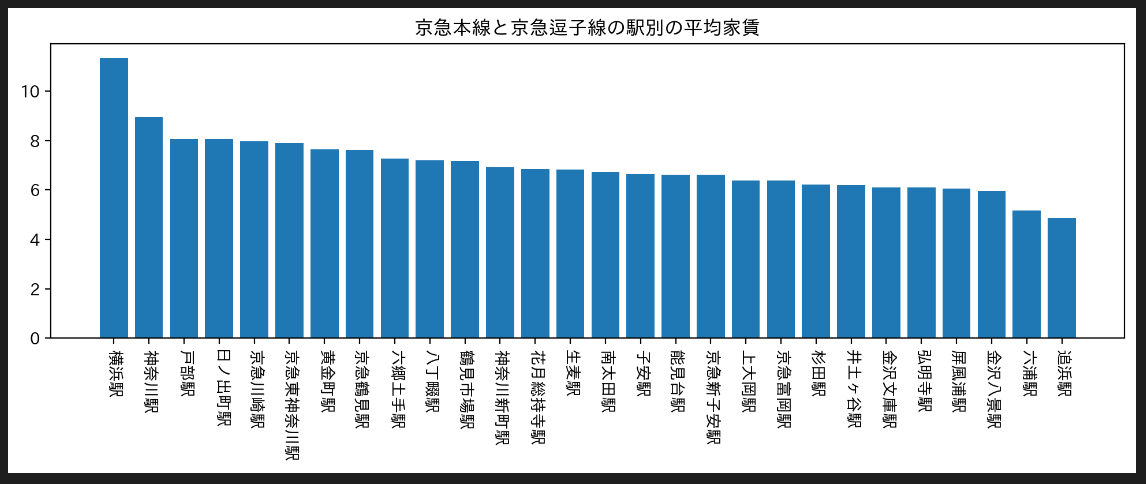 京急本線と京急逗子線の駅別の平均家賃
10
8
6
4
2
0
横浜駅
神奈川駅
戸部駅
日ノ出町駅
京急川崎駅
京急東神奈川駅
黄金町駅
京急鶴見駅
六郷土手駅
八丁畷駅
鶴見市場駅
神奈川新町駅
花月総持寺駅
生麦駅
南太田駅
子安駅
能見台駅
京急新子安駅
上大岡駅
京急富岡駅
杉田駅
井土ヶ谷駅
金沢文庫駅
弘明寺駅
屏風浦駅
金沢八景駅
六浦駅
追浜駅